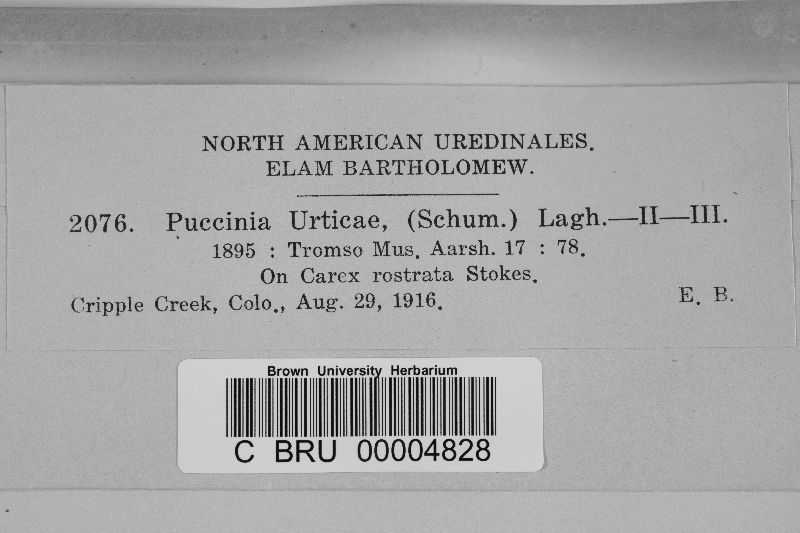 NORTH AMERICAN UREDINALES.
ELAM BARTHOLOMEW.
2076. Puccinia Urticae, (Schum.) Lagh.—II—III.
1895 : Tromso Mus. Aarsh. 17 : 78.
On Carex rostrata Stokes.
Cripple Creek, Colo., Aug. 29, 1916. E. B.
Brown University Herbarium
C BRU 00004828